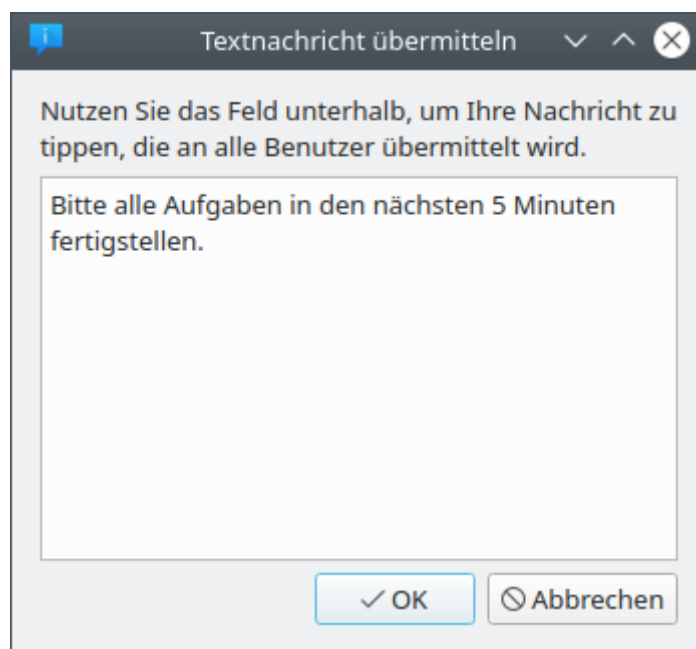 Textnachricht übermitteln
Nutzen Sie das Feld unterhalb, um Ihre Nachricht zu
tippen, die an alle Benutzer übermittelt wird.
Bitte alle Aufgaben in den nächsten 5 Minuten
fertigstellen.
OK
Abbrechen